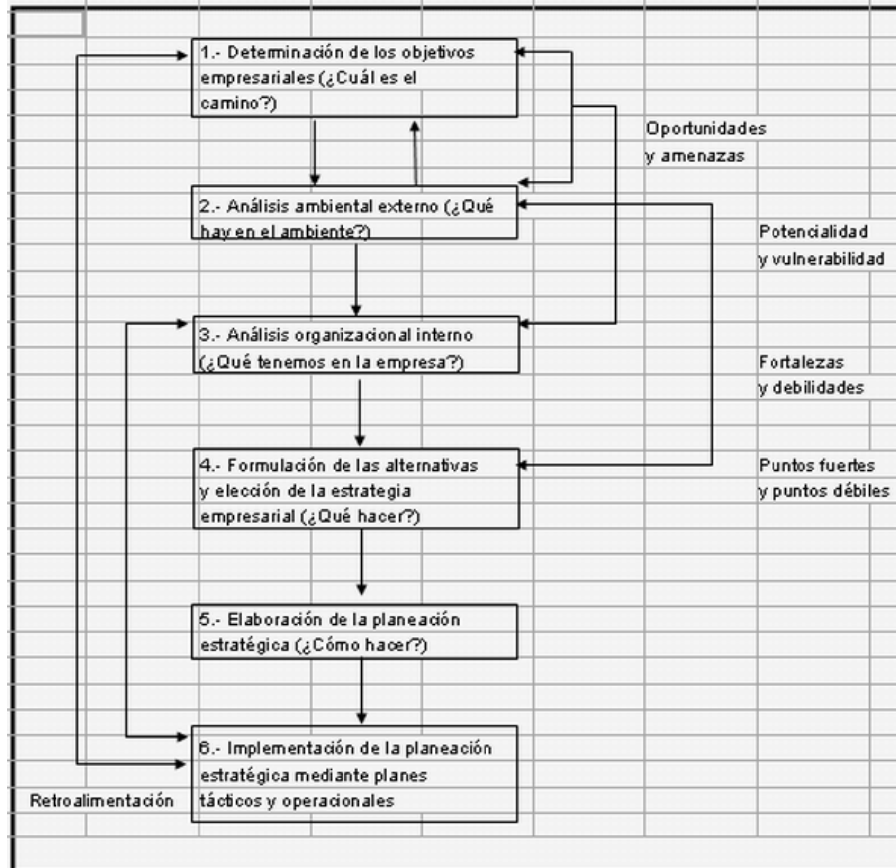 1.- Determinación de los objetivos
empresariales (¿Cuál es el
camino?)
Oportunidades
y amenazas
2.- Análisis ambiental externo (¿Qué
hay en el ambiente?)
Potencialidad
y vulnerabilidad
3.- Análisis organizacional interno
(¿Qué tenemos en la empresa?)
Fortalezas
y debilidades
4.- Formulación de las alternativas
y elección de la estrategia
empresarial (¿Qué hacer?)
Puntos fuertes
y puntos débiles
5.- Elaboración de la planeación
estratégica (¿Cómo hacer?)
6.- Implementación de la planeación
estratégica mediante planes
tácticos y operacionales
Retroalimentación